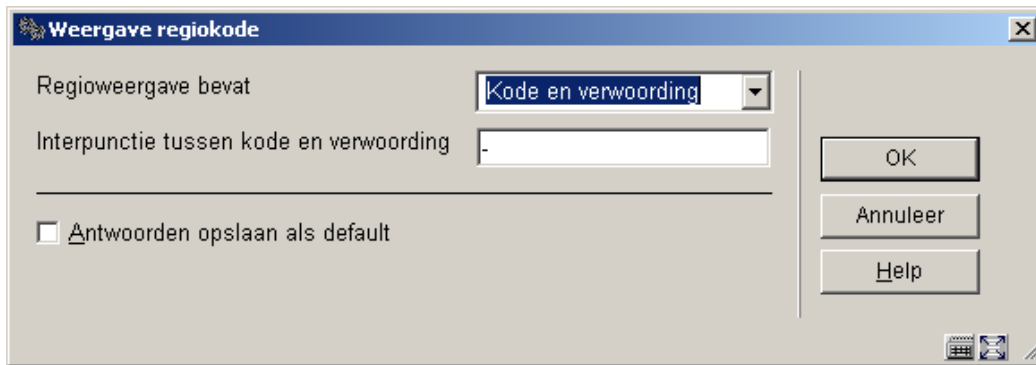 Weergave regiokode
Regioweergave bevat
Kode en verwoording
Interpunctie tussen kode en verwoording
-
OK
Antwoorden opslaan als default
Annuleer
Help